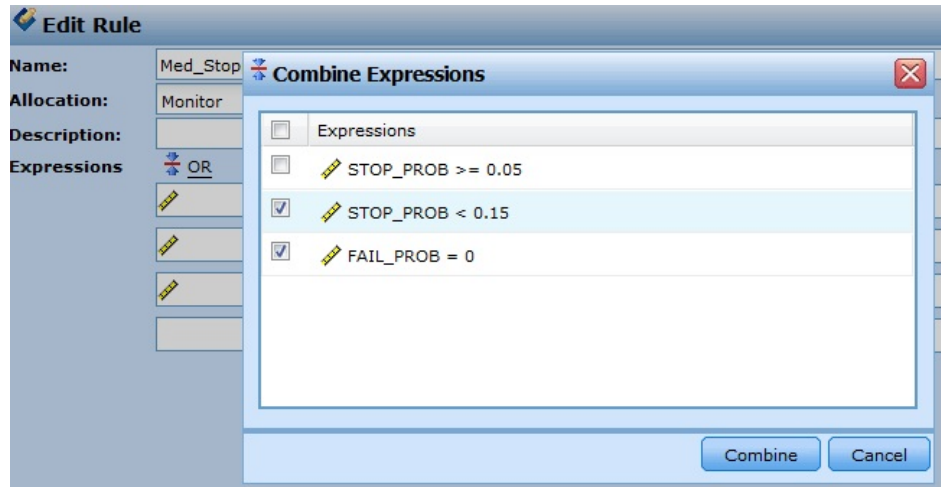 Edit Rule
Name: Med_Stop
Allocation: Monitor
Description:
Expressions OR
Combine Expressions
Expressions
STOP_PROB >= 0.05
STOP_PROB < 0.15
FAIL_PROB = 0
Combine Cancel